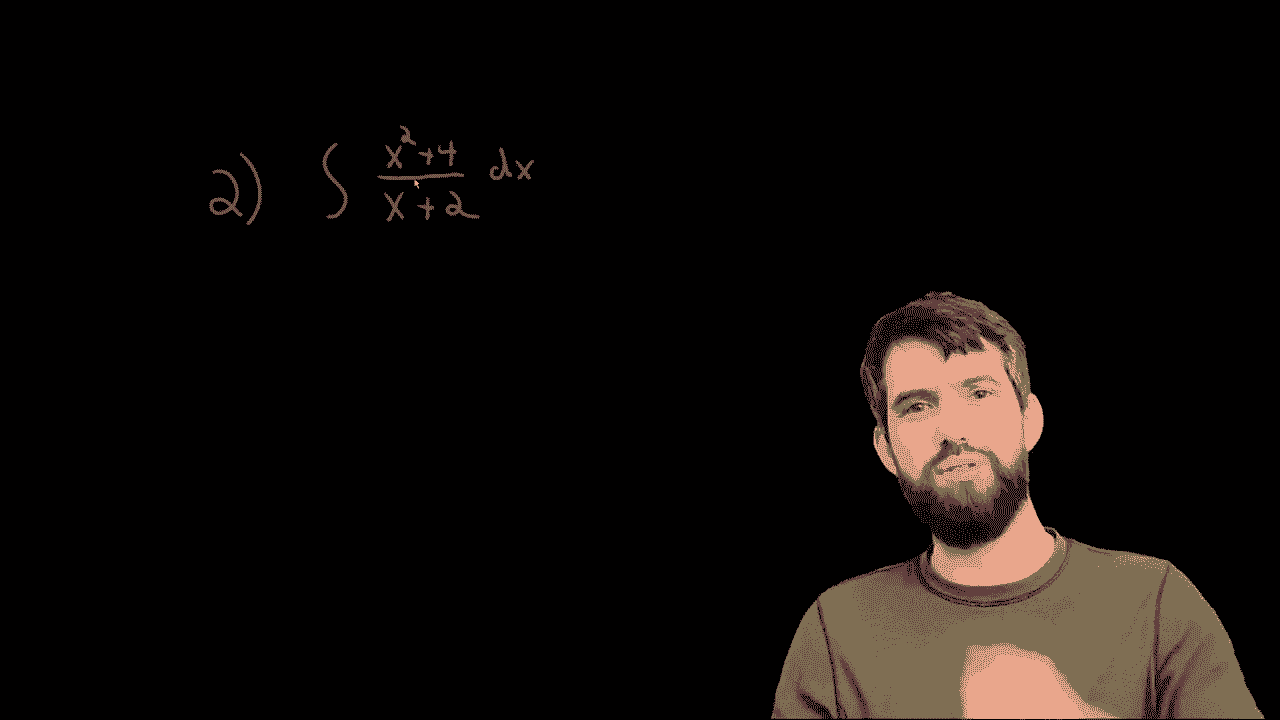 2) ∫ x²+4 / x+2 dx